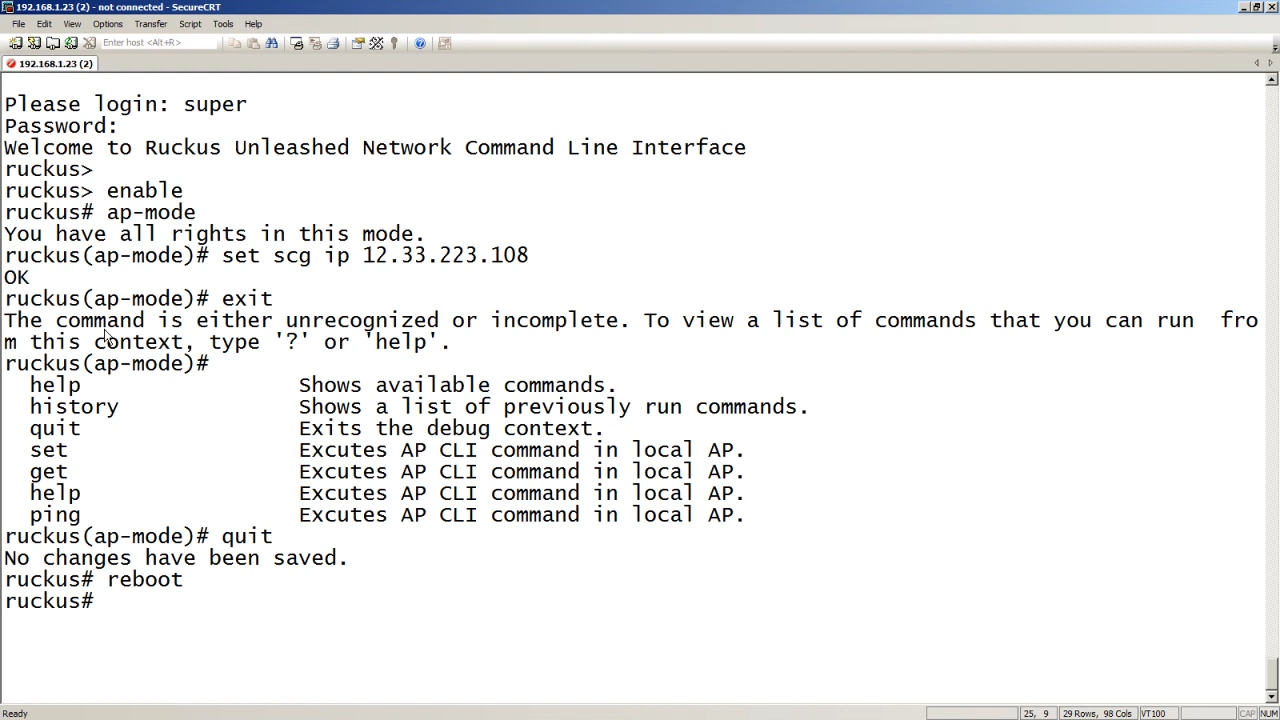 192.168.1.23 (2) - not connected - SecureCRT
File Edit View Options Transfer Script Tools Help
Enter host <Alt+R>
192.168.1.23 (2)
Please login: super
Password:
Welcome to Ruckus Unleashed Network Command Line Interface
ruckus>
ruckus> enable
ruckus# ap-mode
You have all rights in this mode.
ruckus(ap-mode)# set scg ip 12.33.223.108
OK
ruckus(ap-mode)# exit
The command is either unrecognized or incomplete. To view a list of commands that you can run  fro
m this context, type '?' or 'help'.
ruckus(ap-mode)#
help Shows available commands.
history Shows a list of previously run commands.
quit Exits the debug context.
set Excutes AP CLI command in local AP.
get Excutes AP CLI command in local AP.
help Excutes AP CLI command in local AP.
ping Excutes AP CLI command in local AP.
ruckus(ap-mode)# quit
No changes have been saved.
ruckus# reboot
ruckus#
Ready 25, 9 29 Rows, 98 Cols VT100 CAP NUM